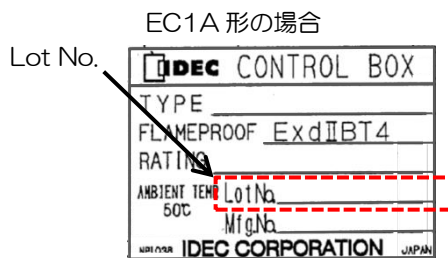 EC1A 形の場合
Lot No.
IDEC CONTROL BOX
TYPE
FLAMEPROOF ExdⅡBT4
RATING
AMBIENT TEMP 50℃
Lot No.
Mfg.No.
IDEC CORPORATION JAPAN